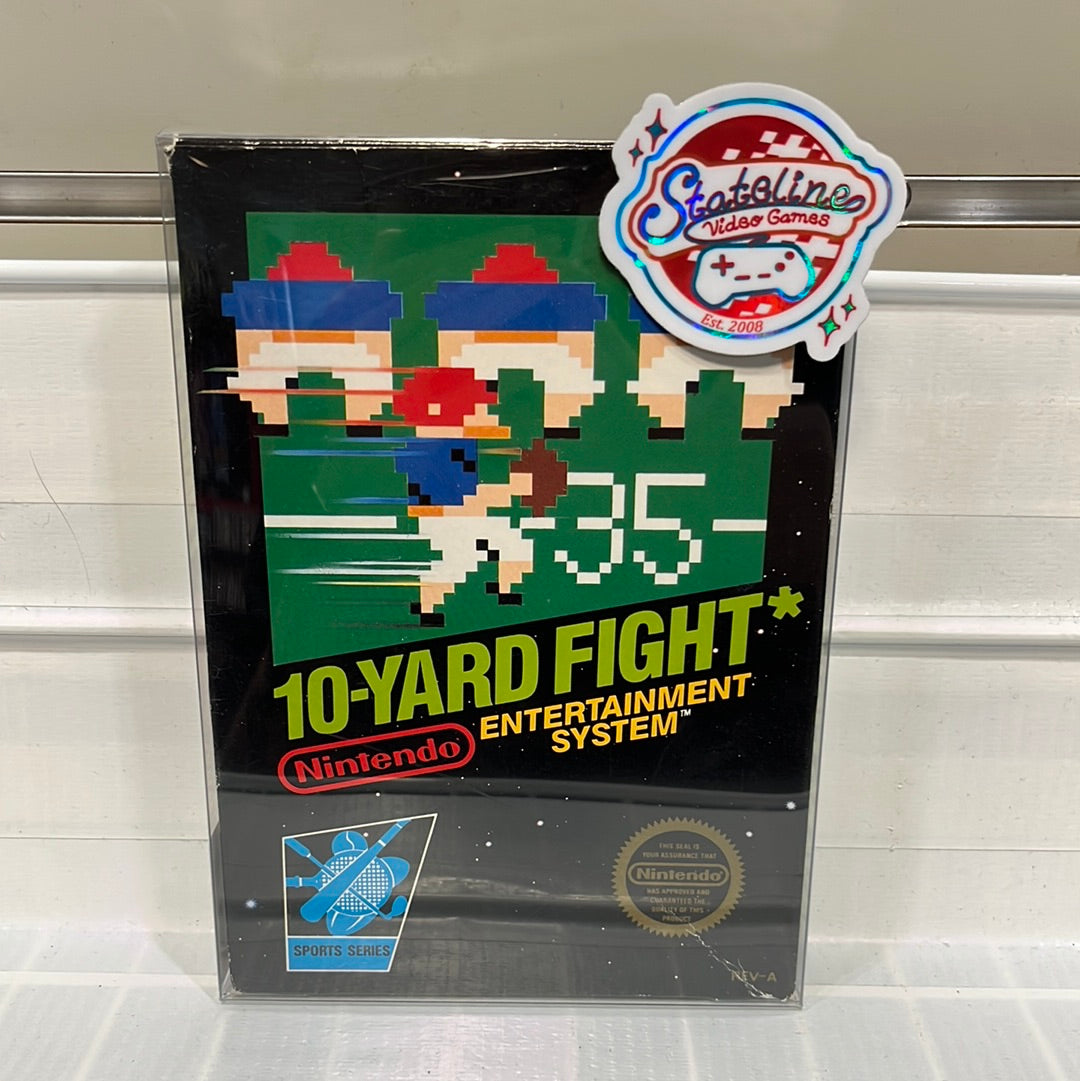 Stateline
Video Games
Est. 2008
35
10-YARD FIGHT*
ENTERTAINMENT
SYSTEM™
Nintendo®
SPORTS SERIES
THIS SEAL IS
YOUR ASSURANCE THAT
Nintendo
HAS APPROVED AND
GUARANTEED THE
QUALITY OF THIS
PRODUCT
REV-A